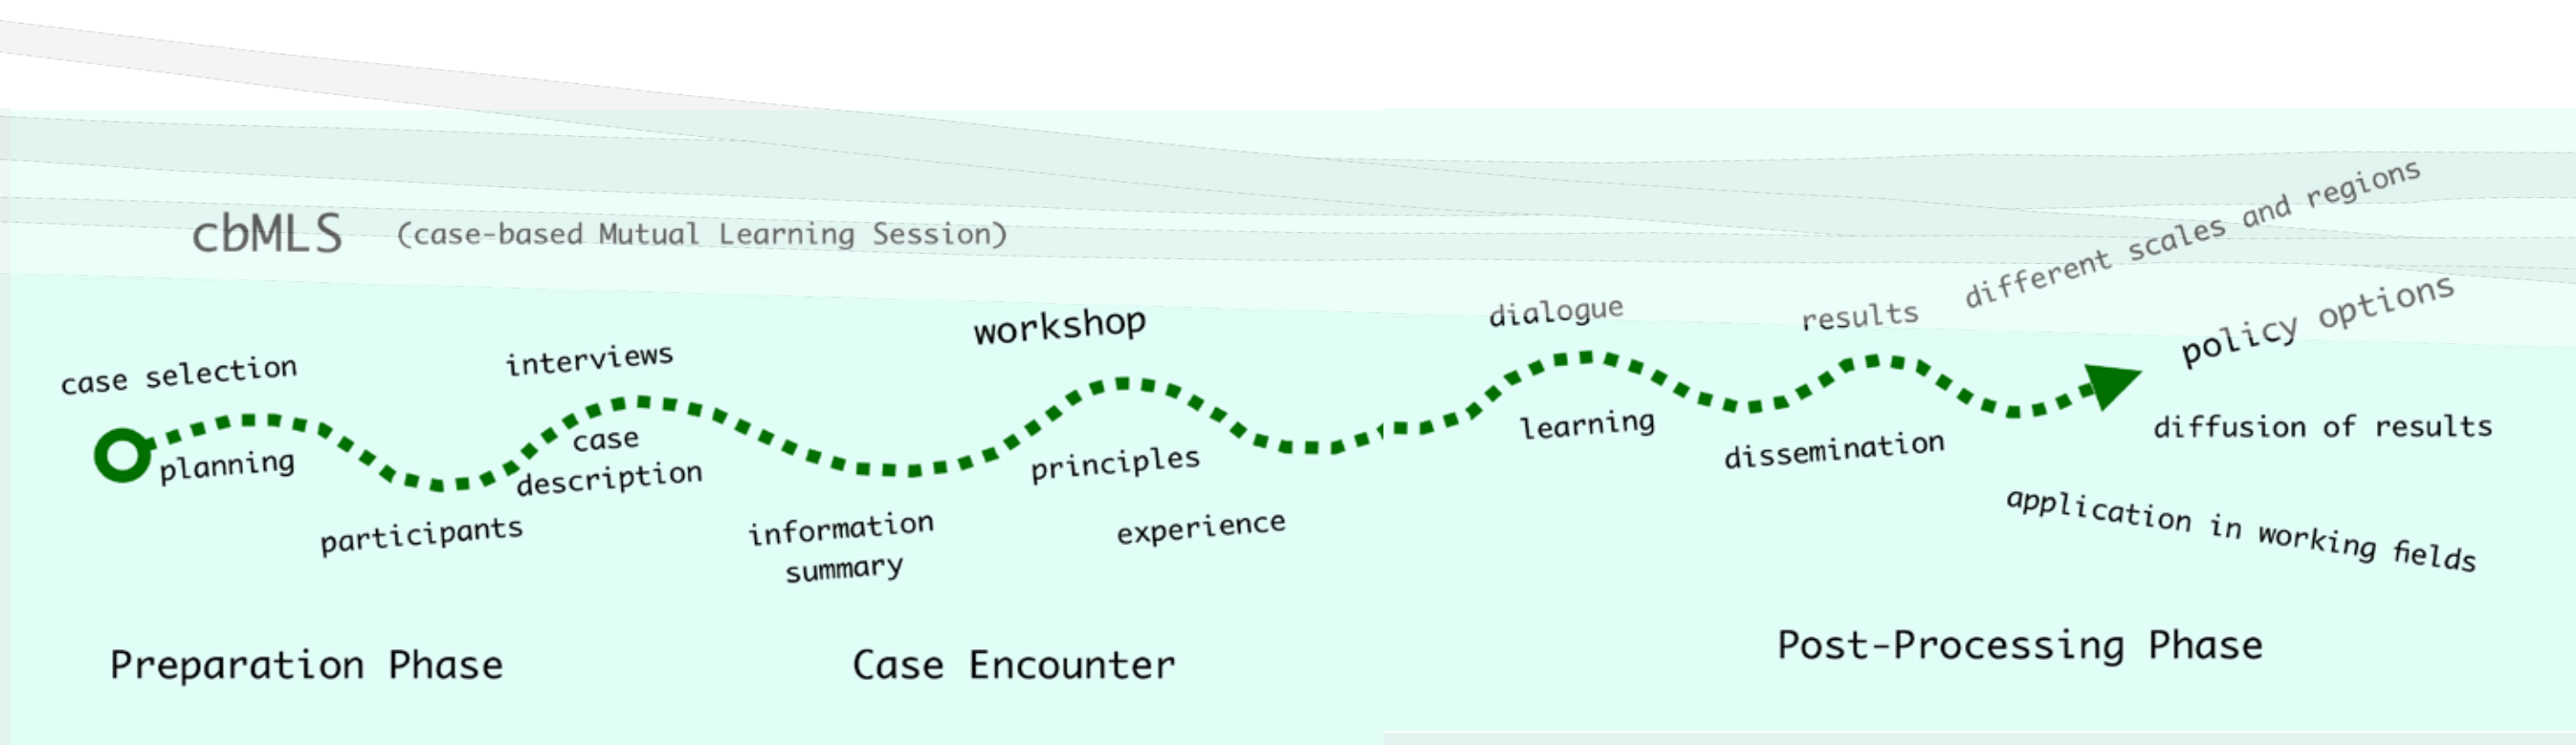 cbMLS (case-based Mutual Learning Session)
case selection
planning
participants
interviews
case
description
information
summary
workshop
principles
experience
dialogue
learning
results
dissemination
different scales and regions
policy options
diffusion of results
application in working fields
Preparation Phase
Case Encounter
Post-Processing Phase